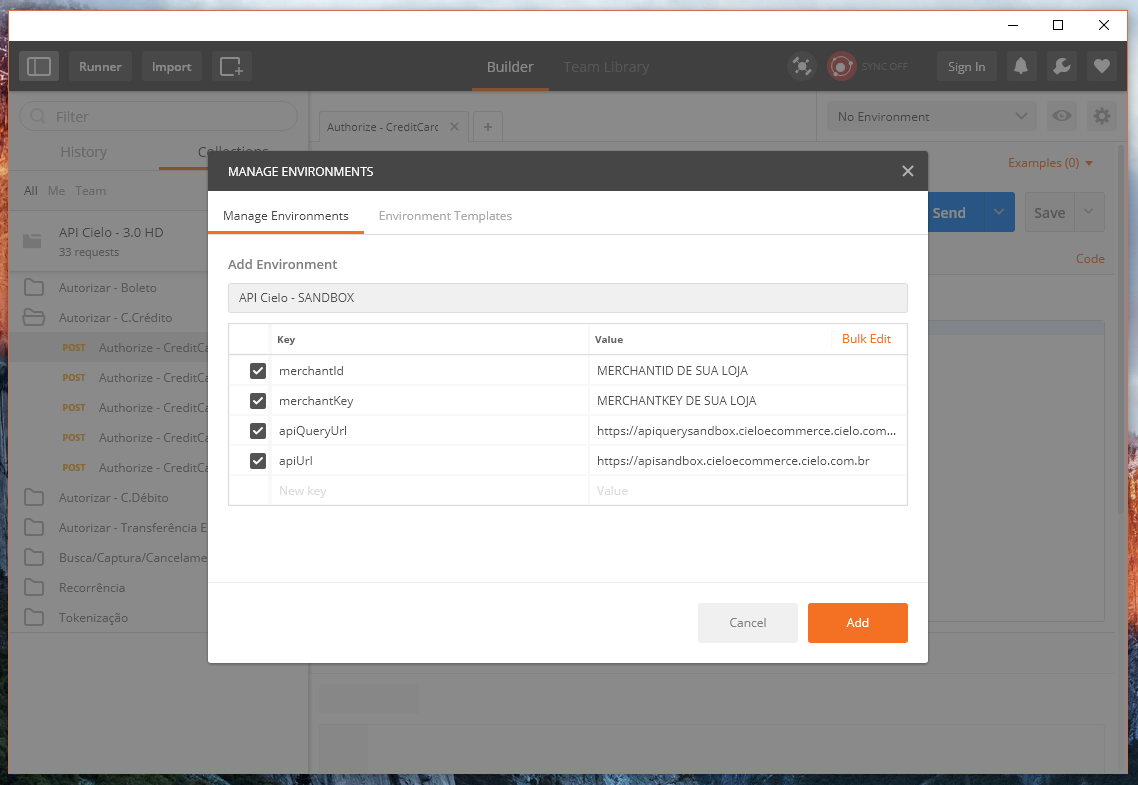 Runner Import Builder Team Library SYNC OFF Sign In
Filter
Authorize - CreditCarc
No Environment
History Collections
Examples (0)
All Me Team
Send Save
API Cielo - 3.0 HD
33 requests
Code
Autorizar - Boleto
Autorizar - C.Crédito
POST Authorize - CreditCa
POST Authorize - CreditCa
POST Authorize - CreditCa
POST Authorize - CreditCa
POST Authorize - CreditCa
Autorizar - C.Débito
Autorizar - Transferência E
Busca/Captura/Cancelame
Recorrência
Tokenização
MANAGE ENVIRONMENTS
Manage Environments Environment Templates
Add Environment
API Cielo - SANDBOX
Key Value Bulk Edit
merchantId MERCHANTID DE SUA LOJA
merchantKey MERCHANTKEY DE SUA LOJA
apiQueryUrl https://apiquerysandbox.cieloecommerce.cielo.com...
apiUrl https://apisandbox.cieloecommerce.cielo.com.br
New key Value
Cancel Add